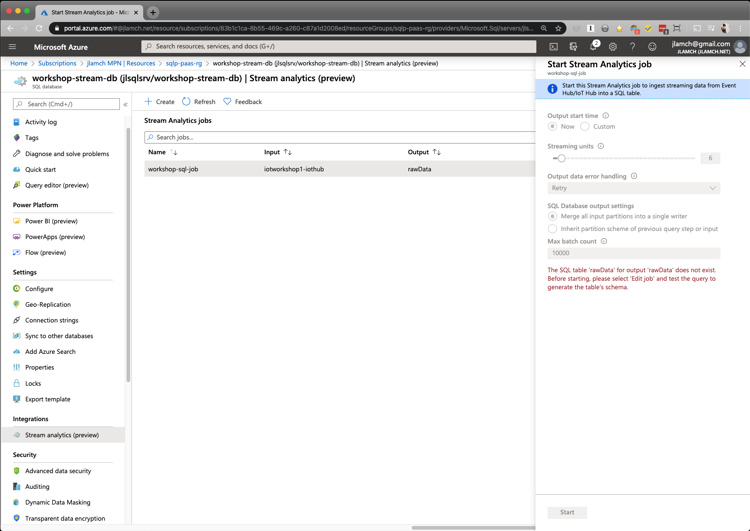 Start Stream Analytics job - Mic
portal.azure.com/#@jlamch.net/resource/subscriptions/83b1c1ca-8b55-469c-a260-c87a1d2008ed/resourceGroups/sqlp-paas-rg/providers/Microsoft.Sql/servers/jls...
Microsoft Azure
Search resources, services, and docs (G+/)
2
jlamch@gmail.com
JLAMCH (JLAMCH.NET)
Home > Subscriptions > jlamch MPN | Resources > sqlp-paas-rg > workshop-stream-db (jlsqlsrv/workshop-stream-db) | Stream analytics (preview)
workshop-stream-db (jlsqlsrv/workshop-stream-db) | Stream analytics (preview)
SQL database
Search (Cmd+/)
Activity log
Tags
Diagnose and solve problems
Quick start
Query editor (preview)
Power Platform
Power BI (preview)
PowerApps (preview)
Flow (preview)
Settings
Configure
Geo-Replication
Connection strings
Sync to other databases
Add Azure Search
Properties
Locks
Export template
Integrations
Stream analytics (preview)
Security
Advanced data security
Auditing
Dynamic Data Masking
Transparent data encryption
Create Refresh Feedback
Stream Analytics jobs
Search jobs...
Name Input Output
workshop-sql-job iotworkshop1-iothub rawData
Start Stream Analytics job
workshop-sql-job
Start this Stream Analytics job to ingest streaming data from Event
Hub/IoT Hub into a SQL table.
Output start time
Now Custom
Streaming units
6
Output data error handling
Retry
SQL Database output settings
Merge all input partitions into a single writer
Inherit partition scheme of previous query step or input
Max batch count
10000
The SQL table 'rawData' for output 'rawData' does not exist.
Before starting, please select 'Edit job' and test the query to
generate the table's schema.
Start